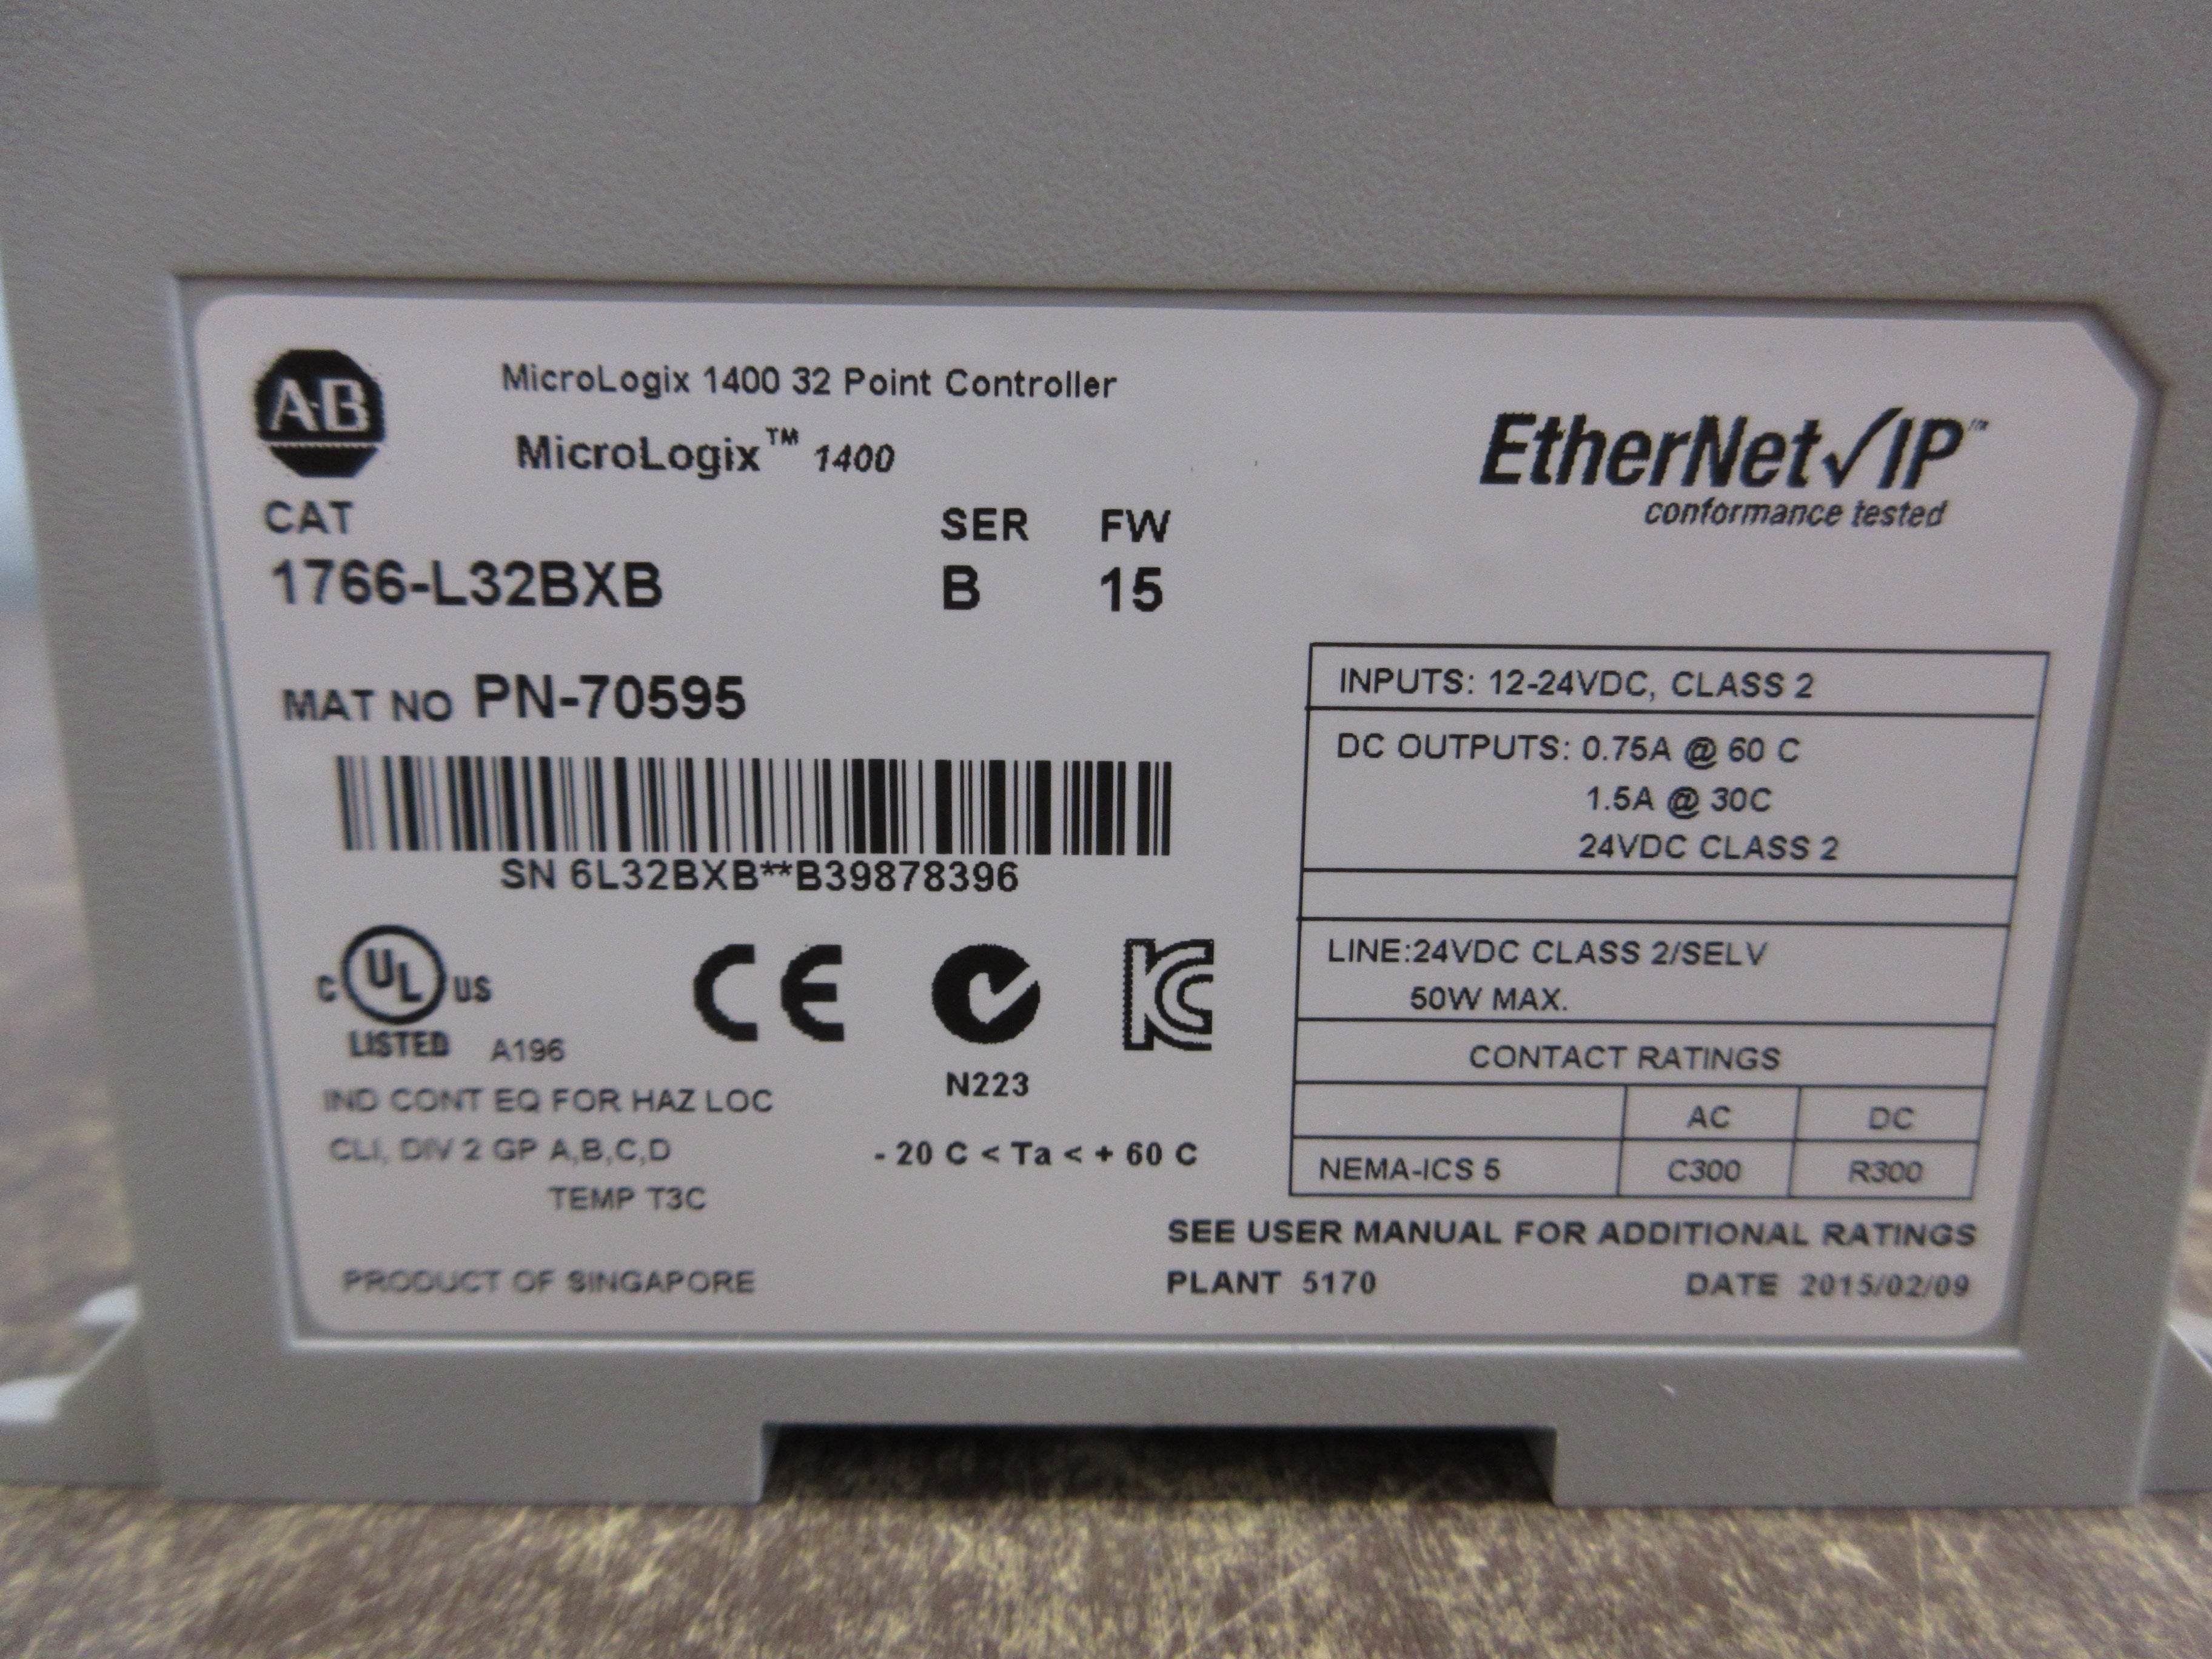 A-B
MicroLogix 1400 32 Point Controller
MicroLogix™ 1400
EtherNet/IP™
conformance tested
CAT
SER FW
1766-L32BXB B 15
MAT NO PN-70595
SN 6L32BXB**B39878396
INPUTS: 12-24VDC, CLASS 2
DC OUTPUTS: 0.75A @ 60 C
1.5A @ 30C
24VDC CLASS 2
LINE:24VDC CLASS 2/SELV
50W MAX.
CONTACT RATINGS
AC DC
NEMA-ICS 5 C300 R300
C UL US
LISTED A196
CE
KC
N223
IND CONT EQ FOR HAZ LOC
CLI, DIV 2 GP A,B,C,D
TEMP T3C
- 20 C < Ta < + 60 C
SEE USER MANUAL FOR ADDITIONAL RATINGS
PRODUCT OF SINGAPORE
PLANT 5170 DATE 2015/02/09